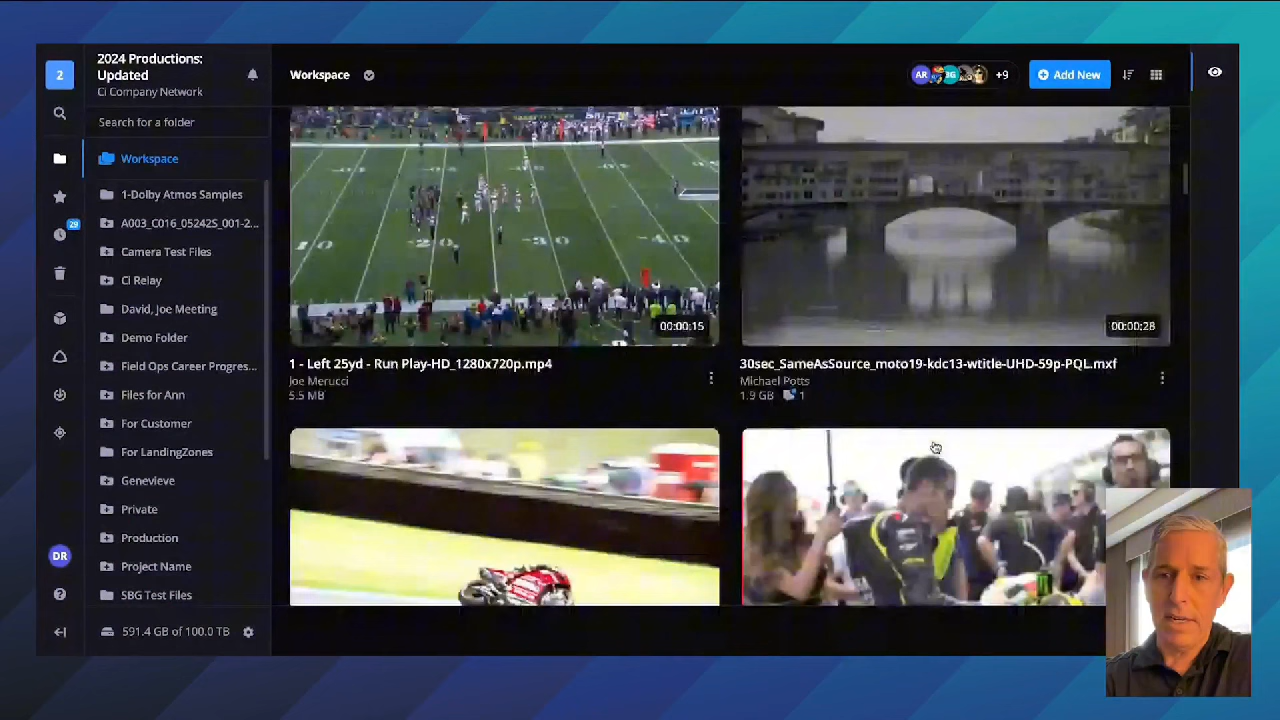 2
2024 Productions:
Updated
Ci Company Network
Search for a folder
Workspace
1-Dolby Atmos Samples
A003_C016_05242S_001-2...
Camera Test Files
Ci Relay
David, Joe Meeting
Demo Folder
Field Ops Career Progres...
Files for Ann
For Customer
For LandingZones
Genevieve
Private
Production
Project Name
SBG Test Files
591.4 GB of 100.0 TB
29
DR
Workspace
AR
BG
+9
Add New
00:00:15
1 - Left 25yd - Run Play-HD_1280x720p.mp4
Joe Merucci
5.5 MB
00:00:28
30sec_SameAsSource_moto19-kdc13-wtitle-UHD-59p-PQL.mxf
Michael Potts
1.9 GB 1